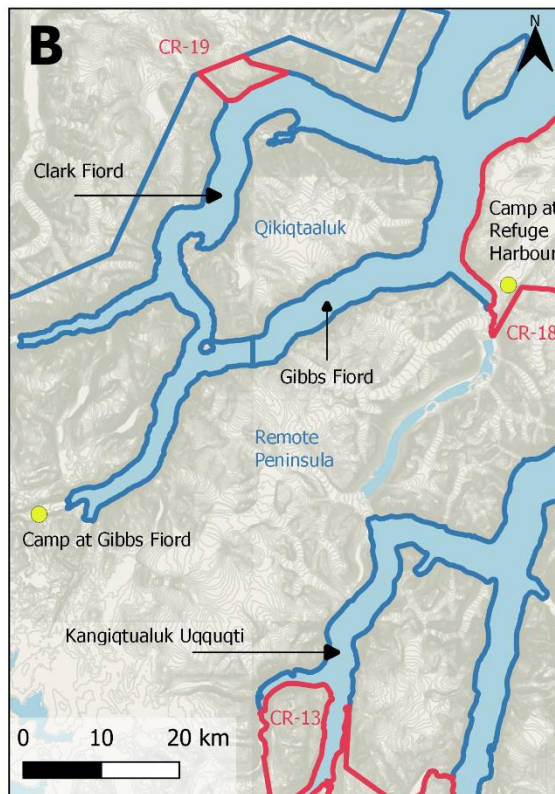 B
CR-19
N
Clark Fiord
Qikiqtaaluk
Camp at
Refuge
Harbour
CR-18
Gibbs Fiord
Remote
Peninsula
Camp at Gibbs Fiord
Kangiqtualuk Uqquqti
CR-13
0 10 20 km